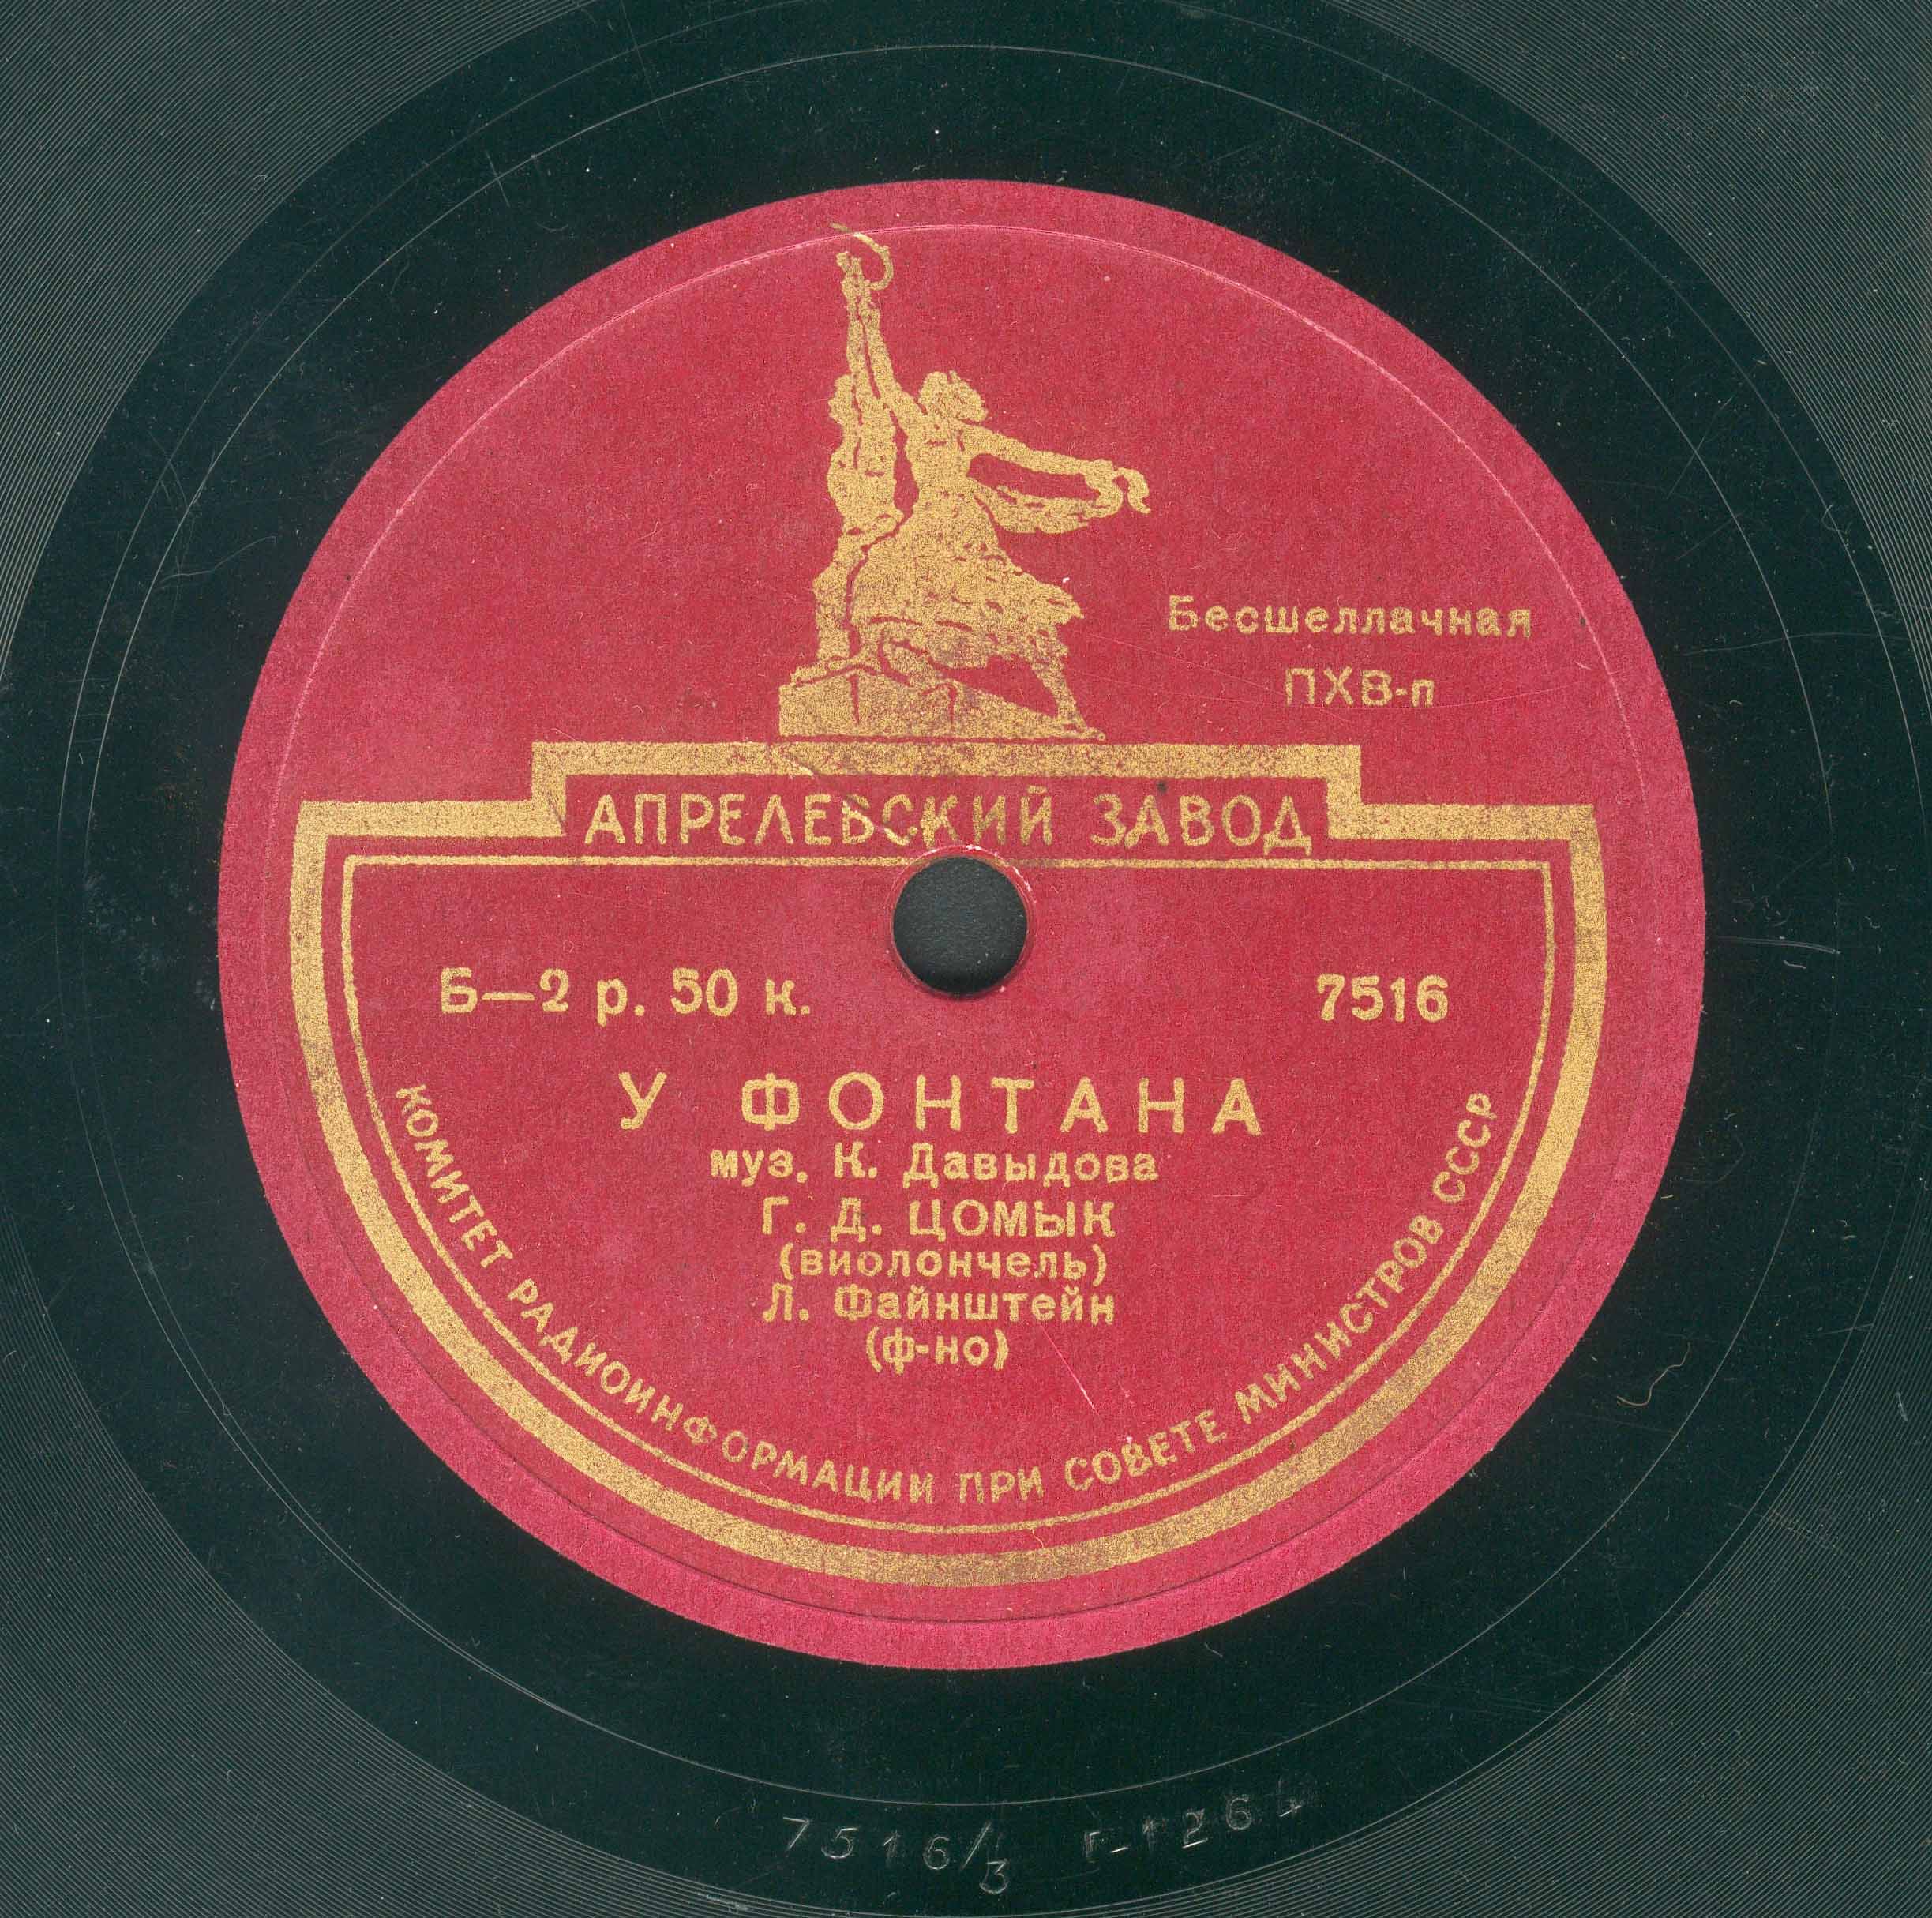 Бесшеллачная
ПХВ-п
АПРЕЛЕВСКИЙ ЗАВОД
Б—2 р. 50 к.
7516
У ФОНТАНА
муз. К. Давыдова
Г. Д. ЦОМЫК
(виолончель)
Л. Файнштейн
(ф-но)
КОМИТЕТ РАДИОИНФОРМАЦИИ ПРИ СОВЕТЕ МИНИСТРОВ СССР
7516/3